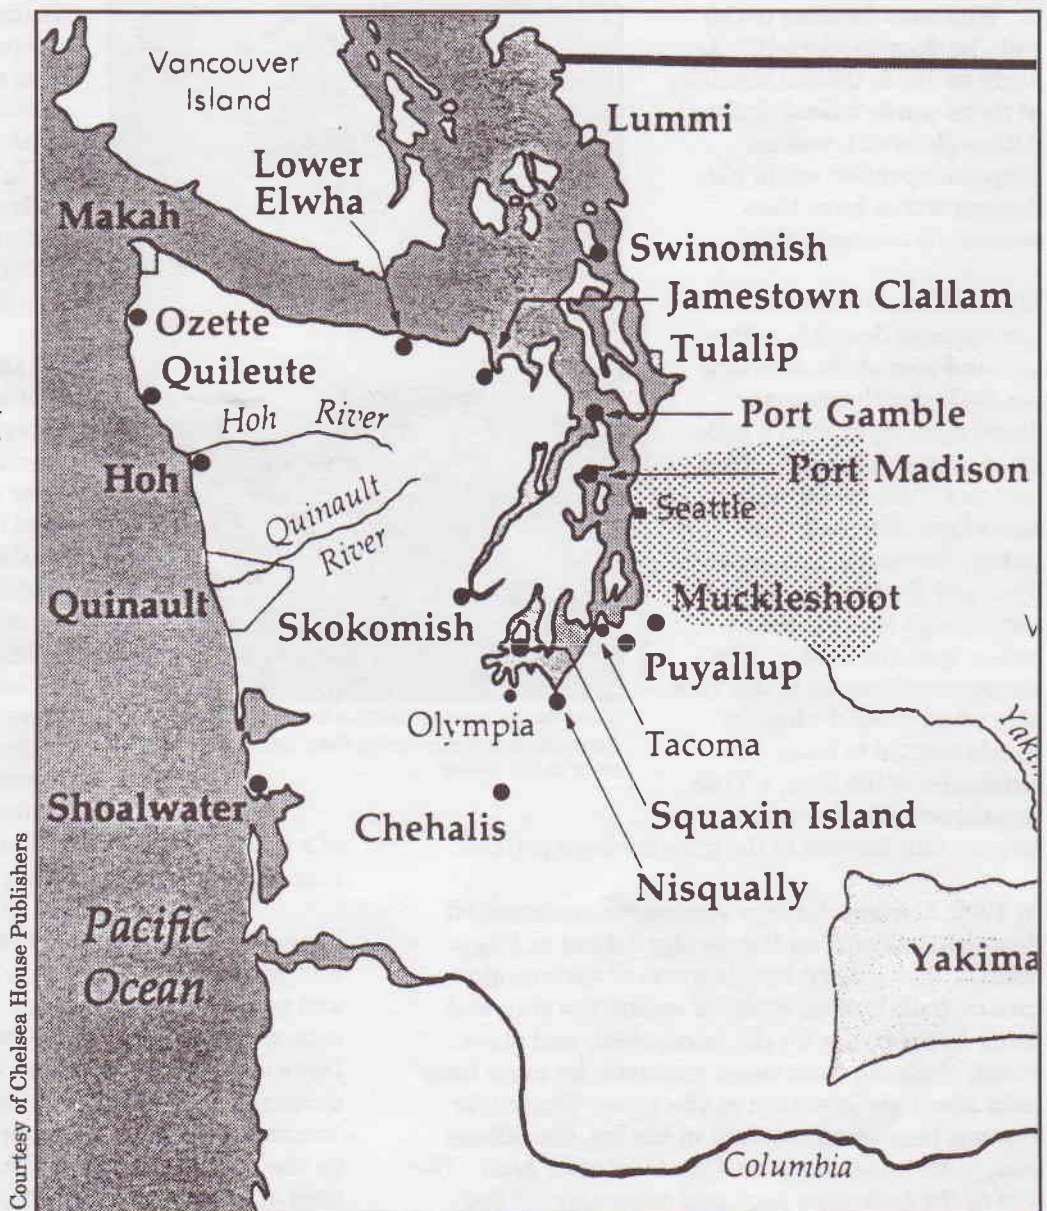 Vancouver
Island
Lummi
Lower
Elwha
Makah
Swinomish
Jamestown Clallam
Ozette
Tulalip
Quileute
Hoh River
Port Gamble
Hoh
Port Madison
Quinault
River
Seattle
Quinault
Skokomish
Muckleshoot
Puyallup
Olympia
Tacoma
Shoalwater
Chehalis
Squaxin Island
Nisqually
Pacific
Ocean
Yakima
Columbia
Courtesy of Chelsea House Publishers